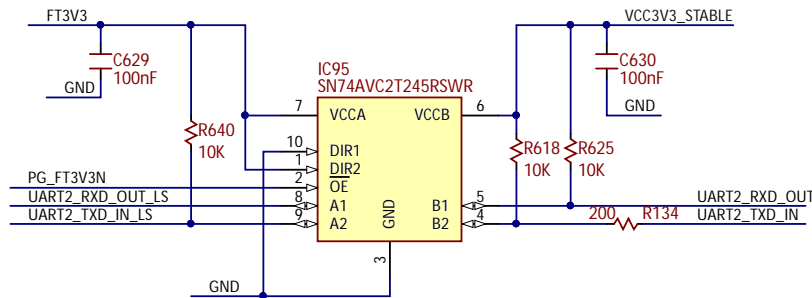 FT3V3
VCC3V3_STABLE
C629
100nF
GND
IC95
SN74AVC2T245RSWR
C630
100nF
GND
7
VCCA
VCCB
6
R640
10K
10
DIR1
1
DIR2
R618
10K
R625
10K
PG_FT3V3N
2
OE
UART2_RXD_OUT_LS
8
A1
B1
5
UART2_RXD_OUT
UART2_TXD_IN_LS
9
A2
GND
B2
4
200
R134
UART2_TXD_IN
3
GND